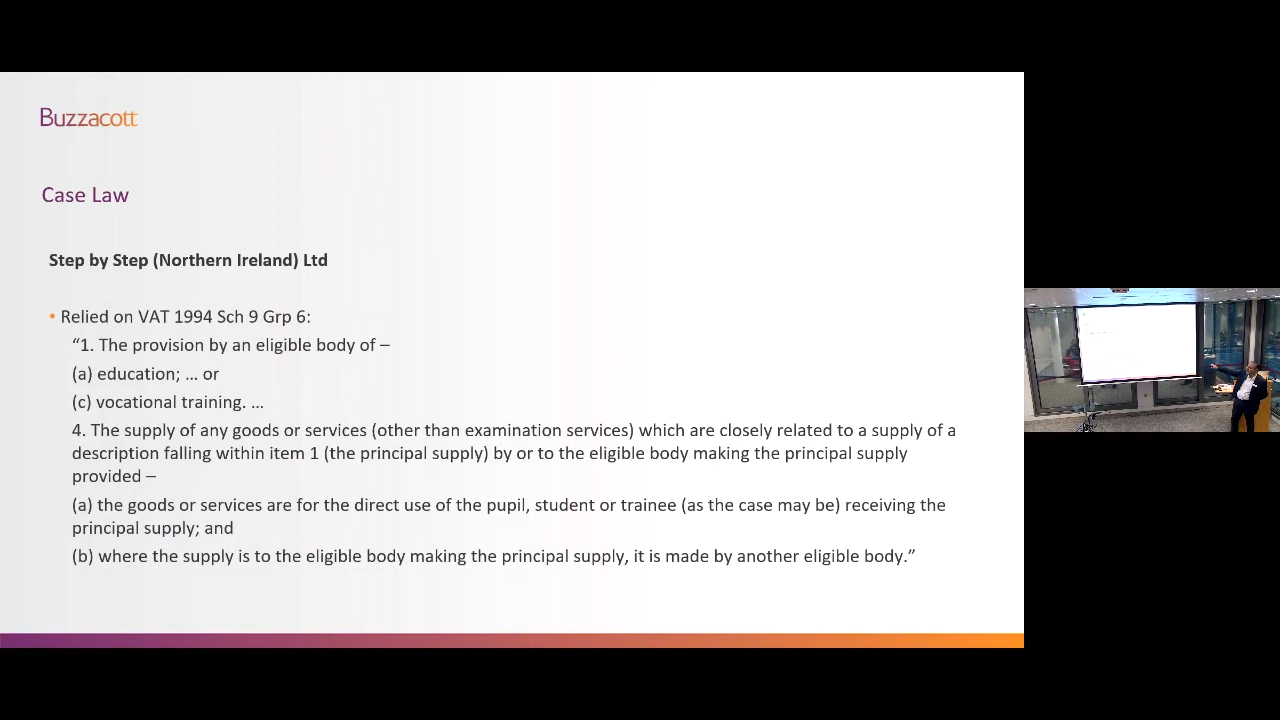 Buzzacott
Case Law
Step by Step (Northern Ireland) Ltd
• Relied on VAT 1994 Sch 9 Grp 6:
“1. The provision by an eligible body of –
(a) education; … or
(c) vocational training. …
4. The supply of any goods or services (other than examination services) which are closely related to a supply of a
description falling within item 1 (the principal supply) by or to the eligible body making the principal supply
provided –
(a) the goods or services are for the direct use of the pupil, student or trainee (as the case may be) receiving the
principal supply; and
(b) where the supply is to the eligible body making the principal supply, it is made by another eligible body.”